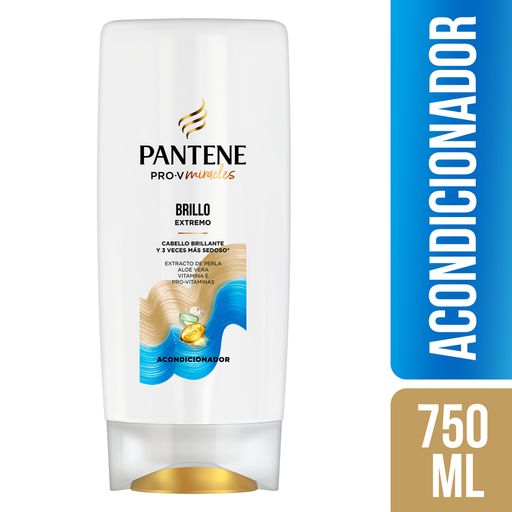 PANTENE
PRO-V miracles
BRILLO
EXTREMO
CABELLO BRILLANTE
Y 3 VECES MÁS SEDOSO*
EXTRACTO DE PERLA
ALOE VERA
VITAMINA E
PRO-VITAMINAS
PRO-V
ACONDICIONADOR
ACONDICIONADOR
750
ML